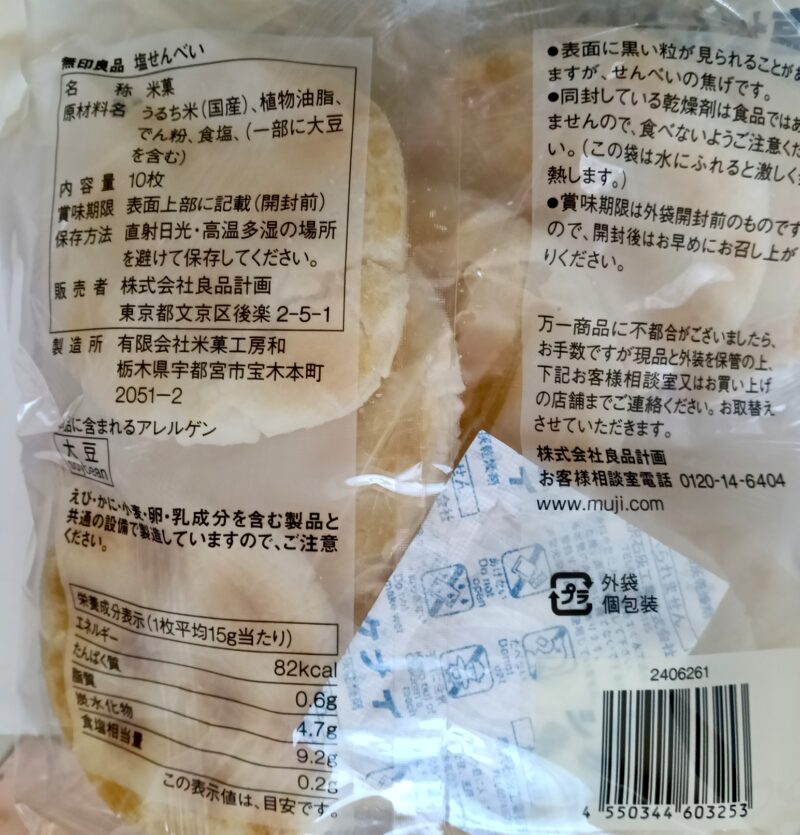 無印良品 塩せんべい
名称 米菓
原材料名 うるち米(国産)、植物油脂、
でん粉、食塩、(一部に大豆
を含む)
内容量 10枚
賞味期限 表面上部に記載(開封前)
保存方法 直射日光・高温多湿の場所
を避けて保存してください。
販売者 株式会社良品計画
東京都文京区後楽2-5-1
製造所 有限会社米菓工房和
栃木県宇都宮市宝木本町
2051-2
品に含まれるアレルゲン
大豆
soybean
えび・かに・小麦・卵・乳成分を含む製品と
共通の設備で製造していますので、ご注意
ください。
栄養成分表示(1枚平均15g当たり)
エネルギー 82kcal
たんぱく質 0.6g
脂質 4.7g
炭水化物 9.2g
食塩相当量 0.2g
この表示値は、目安です。
●表面に黒い粒が見られることがあ
ますが、せんべいの焦げです。
●同封している乾燥剤は食品ではあ
ませんので、食べないようご注意くだ
い。(この袋は水にふれると激しく
熱します。)
●賞味期限は外袋開封前のものです
ので、開封後はお早めにお召し上が
りください。
万一商品に不都合がございましたら、
お手数ですが現品と外装を保管の上、
下記お客様相談室又はお買い上げ
の店舗までご連絡ください。お取替え
させていただきます。
株式会社良品計画
お客様相談室電話 0120-14-6404
www.muji.com
プラ
外袋
個包装
Do not open
Do not eat
2406261
4 550344 603253